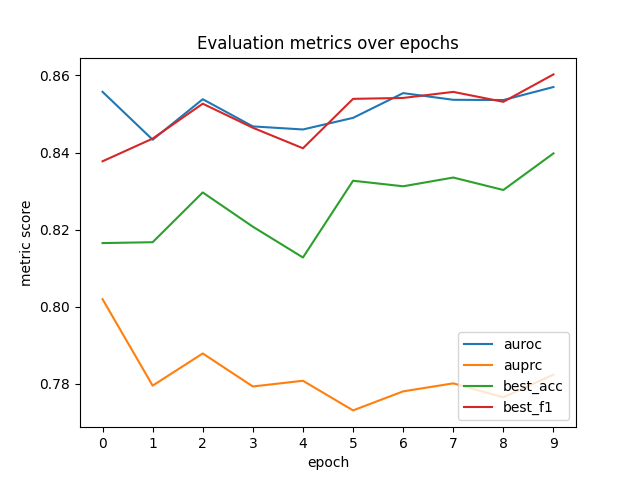 Evaluation metrics over epochs
metric score
0.86
0.84
0.82
0.80
0.78
auroc
auprc
best_acc
best_f1
0 1 2 3 4 5 6 7 8 9
epoch